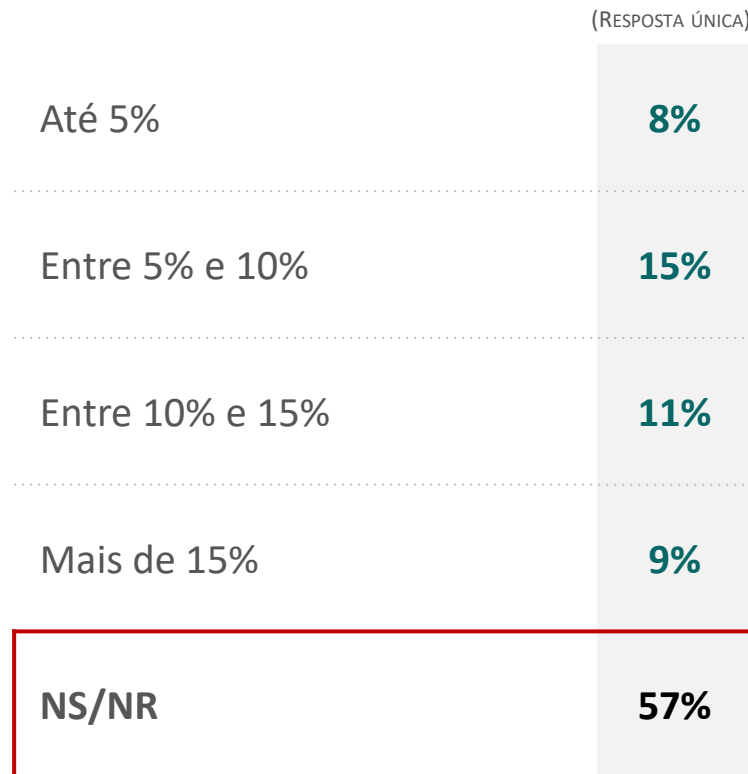 (RESPOSTA ÚNICA)
Até 5% 8%
Entre 5% e 10% 15%
Entre 10% e 15% 11%
Mais de 15% 9%
NS/NR 57%